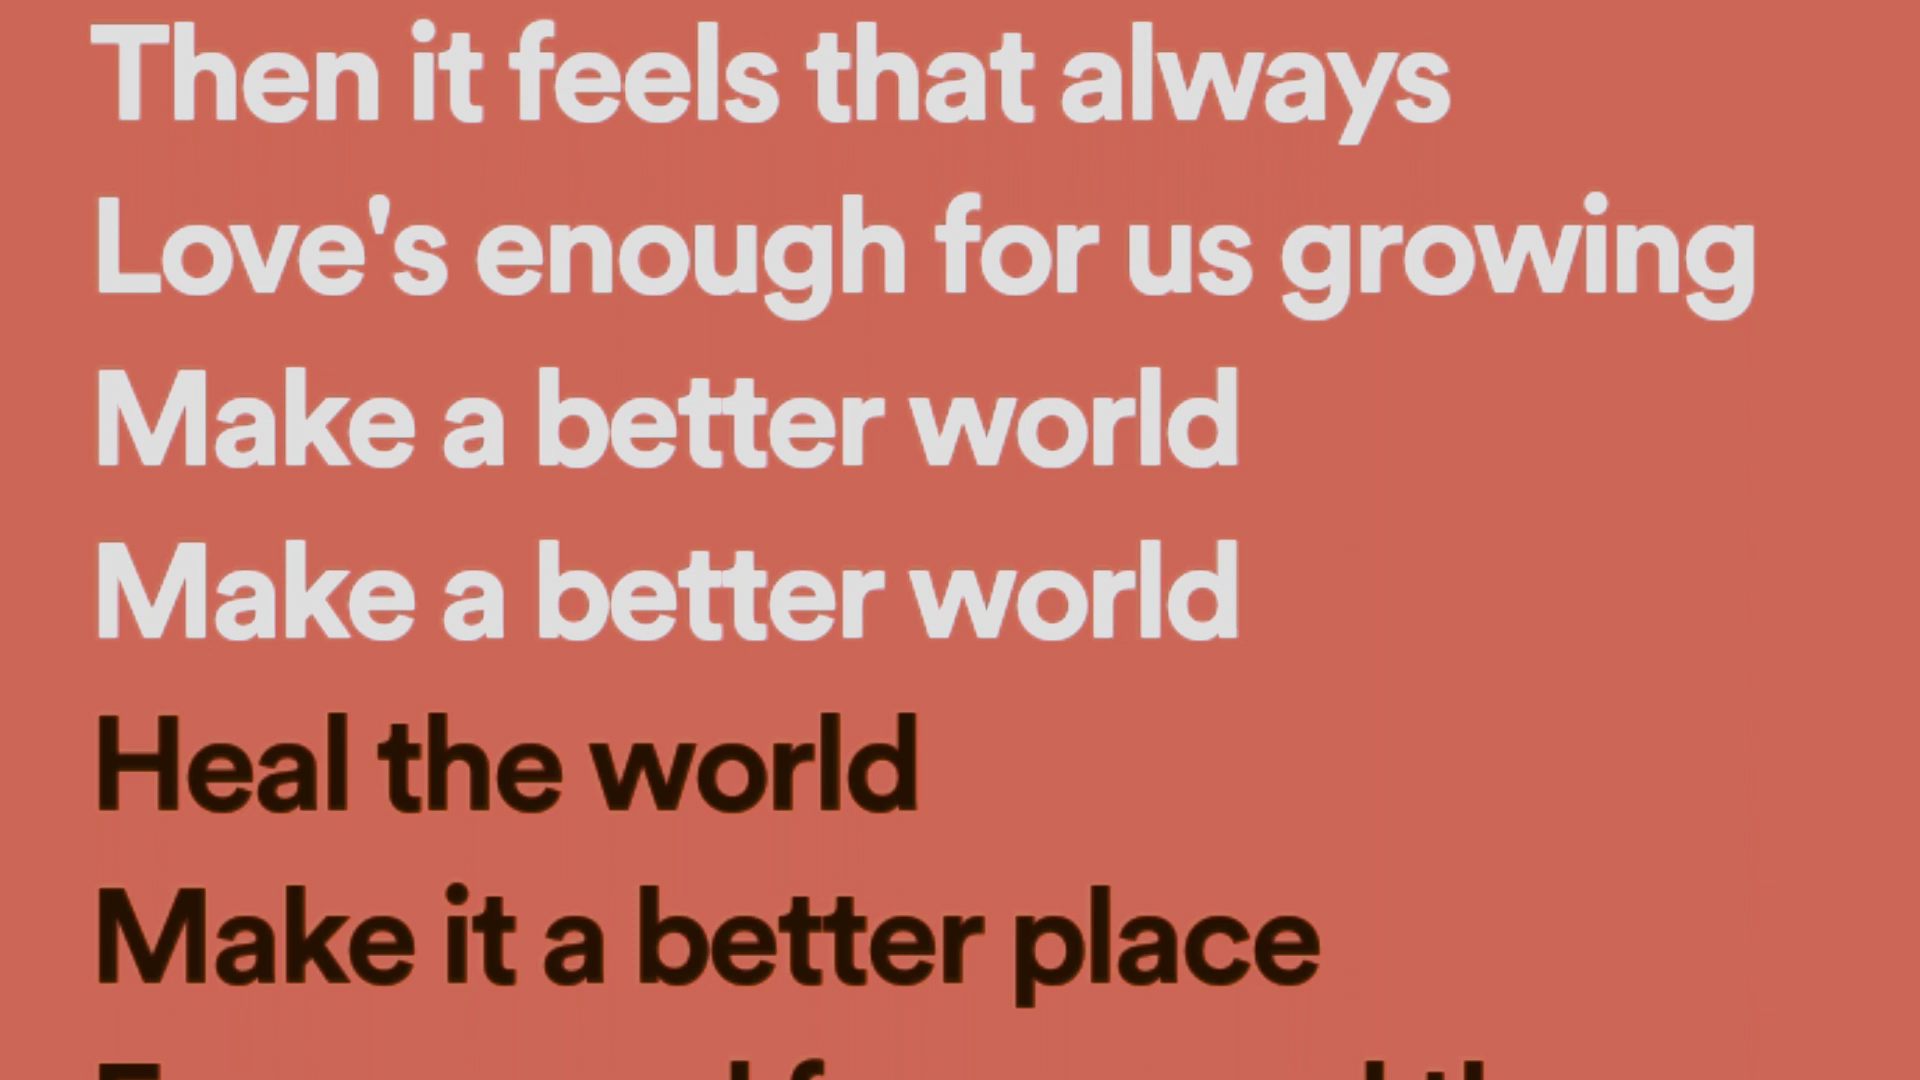 Then it feels that always
Love's enough for us growing
Make a better world
Make a better world
Heal the world
Make it a better place